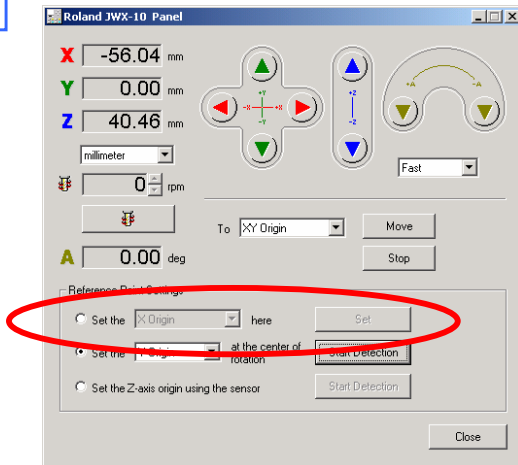 Roland JWX-10 Panel
X -56.04 mm
Y 0.00 mm
Z 40.46 mm
millimeter
0 rpm
A 0.00 deg
+Y
-X +X
-Y
+Z
-Z
+A -A
Fast
To XY Origin Move
Stop
Reference Point Settings
Set the X Origin here Set
Set the Y Origin at the center of rotation Start Detection
Set the Z-axis origin using the sensor Start Detection
Close